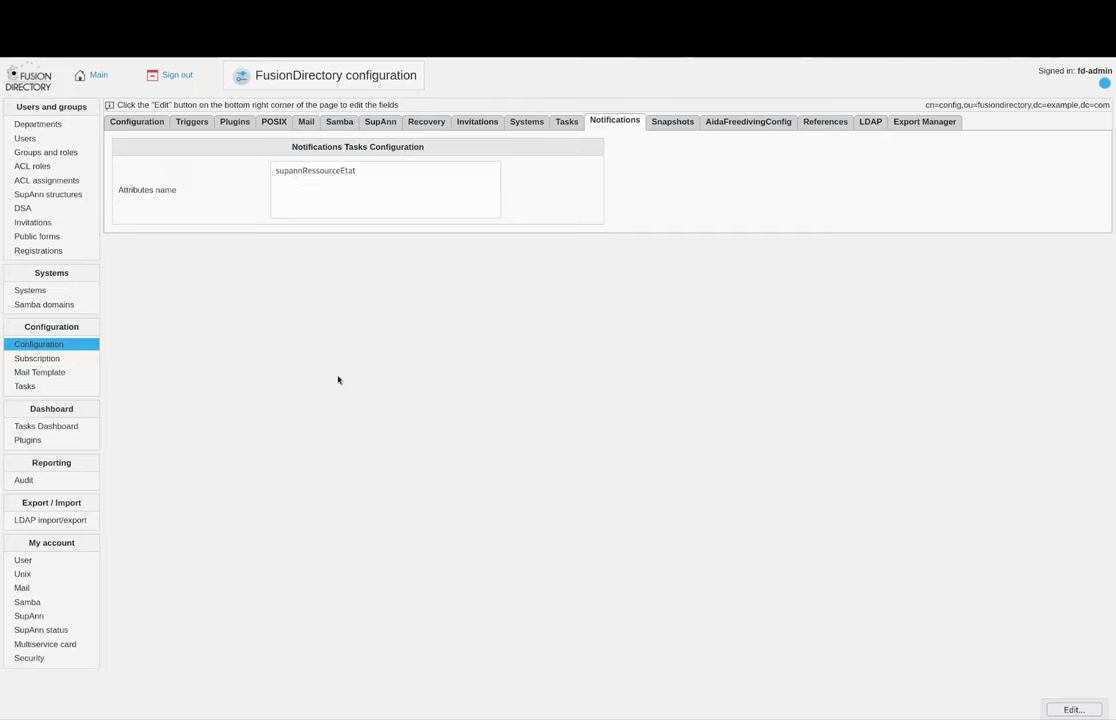 FUSION
DIRECTORY
Main
Sign out
FusionDirectory configuration
Signed in: fd-admin
Click the "Edit" button on the bottom right corner of the page to edit the fields
cn=config,ou=fusiondirectory,dc=example,dc=com
Configuration Triggers Plugins POSIX Mail Samba SupAnn Recovery Invitations Systems Tasks Notifications Snapshots AidaFreedivingConfig References LDAP Export Manager
Notifications Tasks Configuration
Attributes name
supannRessourceEtat
Users and groups
Departments
Users
Groups and roles
ACL roles
ACL assignments
SupAnn structures
DSA
Invitations
Public forms
Registrations
Systems
Systems
Samba domains
Configuration
Configuration
Subscription
Mail Template
Tasks
Dashboard
Tasks Dashboard
Plugins
Reporting
Audit
Export / Import
LDAP import/export
My account
User
Unix
Mail
Samba
SupAnn
SupAnn status
Multiservice card
Security
Edit...